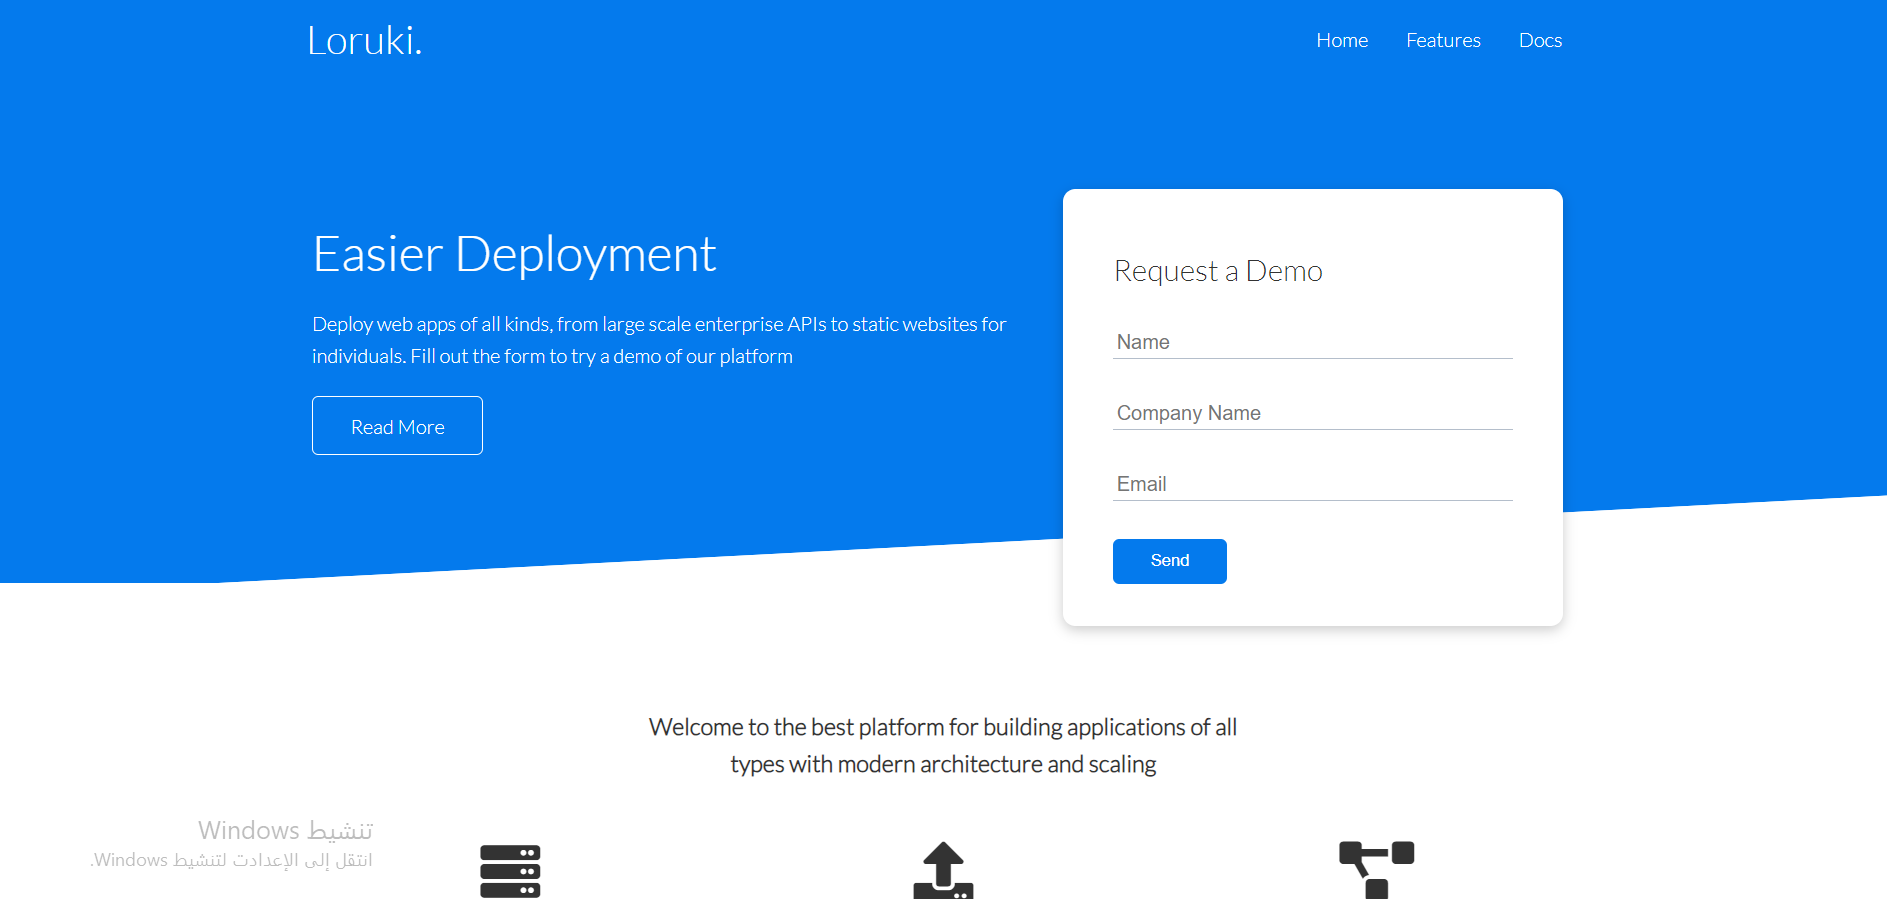 Loruki.
Home
Features
Docs
Easier Deployment
Deploy web apps of all kinds, from large scale enterprise APIs to static websites for
individuals. Fill out the form to try a demo of our platform
Read More
Request a Demo
Name
Company Name
Email
Send
Welcome to the best platform for building applications of all
types with modern architecture and scaling
تنشيط Windows
انتقل إلى الإعدادت لتنشيط Windows.